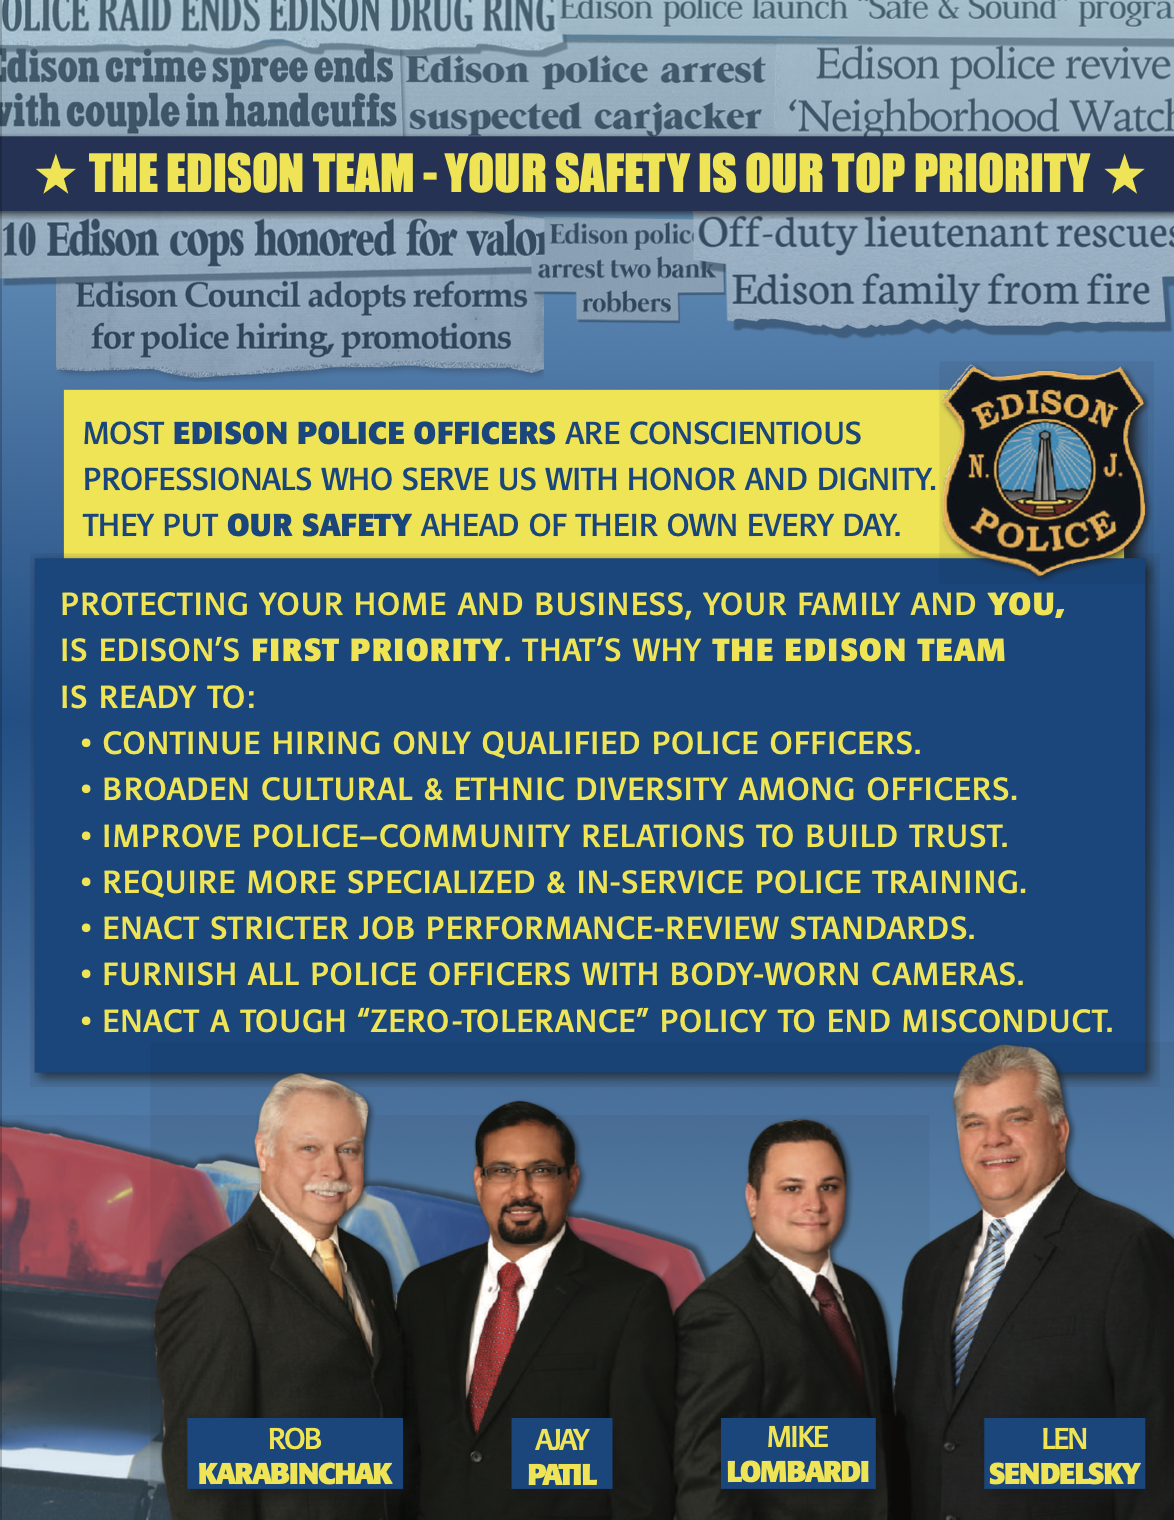 OLICE RAID ENDS EDISON DRUG RING
Edison police launch “Safe & Sound” progra
Edison crime spree ends
with couple in handcuffs
Edison police arrest
suspected carjacker
Edison police revive
‘Neighborhood Watch
★ THE EDISON TEAM - YOUR SAFETY IS OUR TOP PRIORITY ★
10 Edison cops honored for valor
Edison Council adopts reforms
for police hiring, promotions
Edison polic
arrest two bank
robbers
Off-duty lieutenant rescues
Edison family from fire
MOST EDISON POLICE OFFICERS ARE CONSCIENTIOUS
PROFESSIONALS WHO SERVE US WITH HONOR AND DIGNITY.
THEY PUT OUR SAFETY AHEAD OF THEIR OWN EVERY DAY.
EDISON
N. J.
POLICE
PROTECTING YOUR HOME AND BUSINESS, YOUR FAMILY AND YOU,
IS EDISON’S FIRST PRIORITY. THAT’S WHY THE EDISON TEAM
IS READY TO:
• CONTINUE HIRING ONLY QUALIFIED POLICE OFFICERS.
• BROADEN CULTURAL & ETHNIC DIVERSITY AMONG OFFICERS.
• IMPROVE POLICE–COMMUNITY RELATIONS TO BUILD TRUST.
• REQUIRE MORE SPECIALIZED & IN-SERVICE POLICE TRAINING.
• ENACT STRICTER JOB PERFORMANCE-REVIEW STANDARDS.
• FURNISH ALL POLICE OFFICERS WITH BODY-WORN CAMERAS.
• ENACT A TOUGH “ZERO-TOLERANCE” POLICY TO END MISCONDUCT.
ROB
KARABINCHAK
AJAY
PATIL
MIKE
LOMBARDI
LEN
SENDELSKY